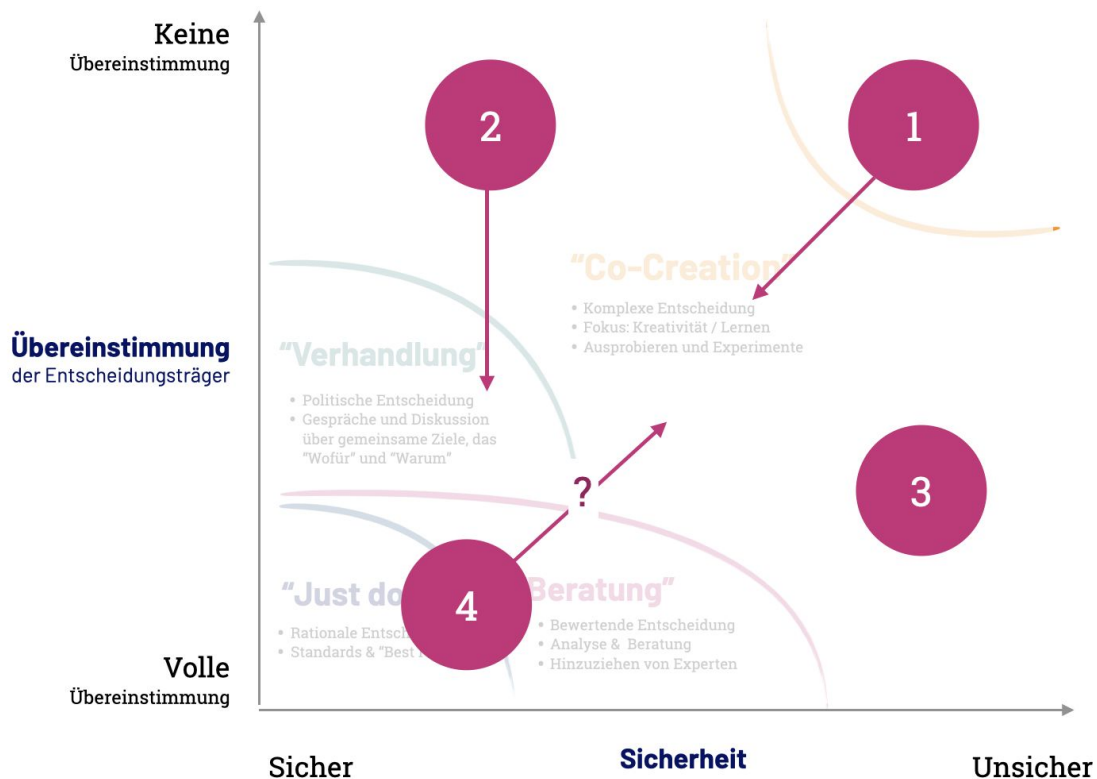 Keine
Übereinstimmung
2
1
“Co-Creation”
• Komplexe Entscheidung
• Fokus: Kreativität / Lernen
• Ausprobieren und Experimente
Übereinstimmung
der Entscheidungsträger
“Verhandlung”
• Politische Entscheidung
• Gespräche und Diskussion
über gemeinsame Ziele, das
"Wofür" und "Warum"
?
3
4
“Just do
• Rationale
• Standards & "Best
Beratung”
• Bewertende Entscheidung
• Analyse & Beratung
• Hinzuziehen von Experten
Volle
Übereinstimmung
Sicher
Sicherheit
Unsicher